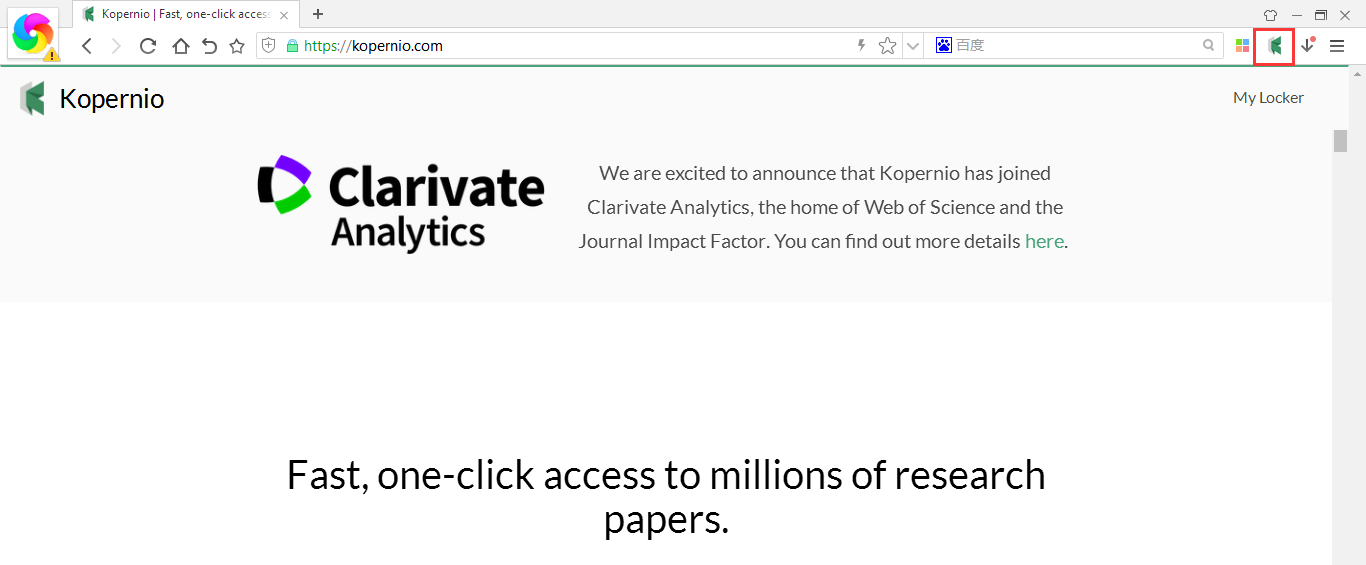 Kopernio | Fast, one-click access
https://kopernio.com
百度
Kopernio
My Locker
Clarivate
Analytics
We are excited to announce that Kopernio has joined
Clarivate Analytics, the home of Web of Science and the
Journal Impact Factor. You can find out more details here.
Fast, one-click access to millions of research
papers.